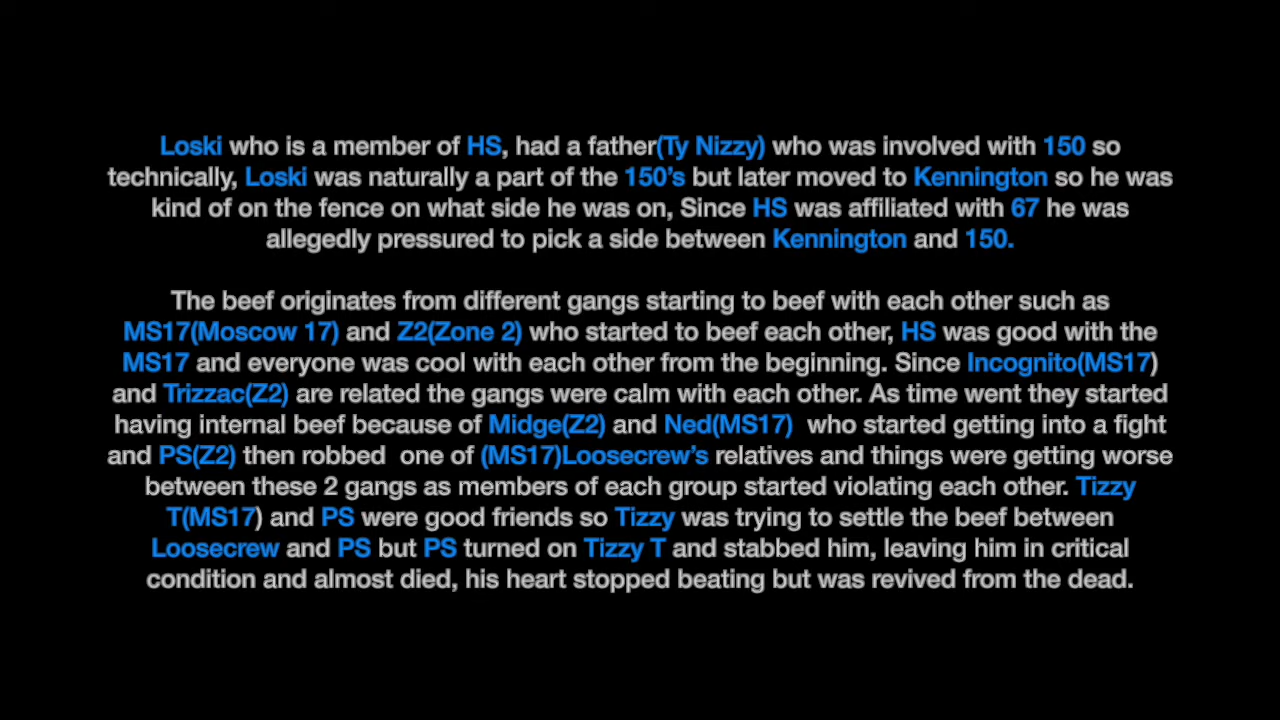 Loski who is a member of HS, had a father(Ty Nizzy) who was involved with 150 so
technically, Loski was naturally a part of the 150’s but later moved to Kennington so he was
kind of on the fence on what side he was on, Since HS was affiliated with 67 he was
allegedly pressured to pick a side between Kennington and 150.
The beef originates from different gangs starting to beef with each other such as
MS17(Moscow 17) and Z2(Zone 2) who started to beef each other, HS was good with the
MS17 and everyone was cool with each other from the beginning. Since Incognito(MS17)
and Trizzac(Z2) are related the gangs were calm with each other. As time went they started
having internal beef because of Midge(Z2) and Ned(MS17)  who started getting into a fight
and PS(Z2) then robbed  one of (MS17)Loosecrew’s relatives and things were getting worse
between these 2 gangs as members of each group started violating each other. Tizzy
T(MS17) and PS were good friends so Tizzy was trying to settle the beef between
Loosecrew and PS but PS turned on Tizzy T and stabbed him, leaving him in critical
condition and almost died, his heart stopped beating but was revived from the dead.